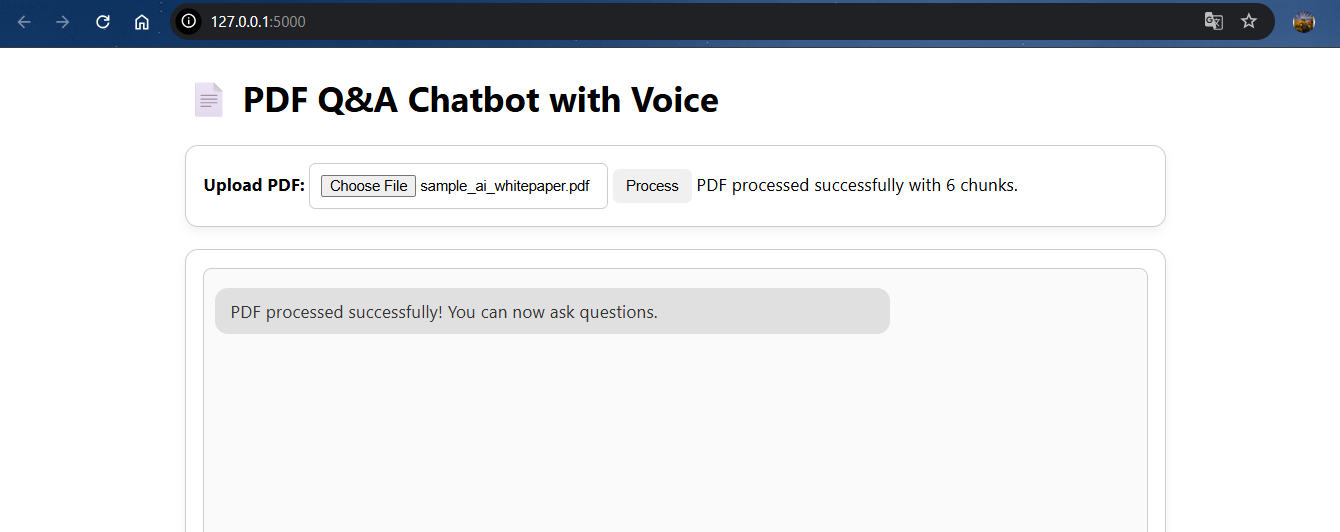 127.0.0.1:5000
PDF Q&A Chatbot with Voice
Upload PDF: Choose File sample_ai_whitepaper.pdf Process PDF processed successfully with 6 chunks.
PDF processed successfully! You can now ask questions.